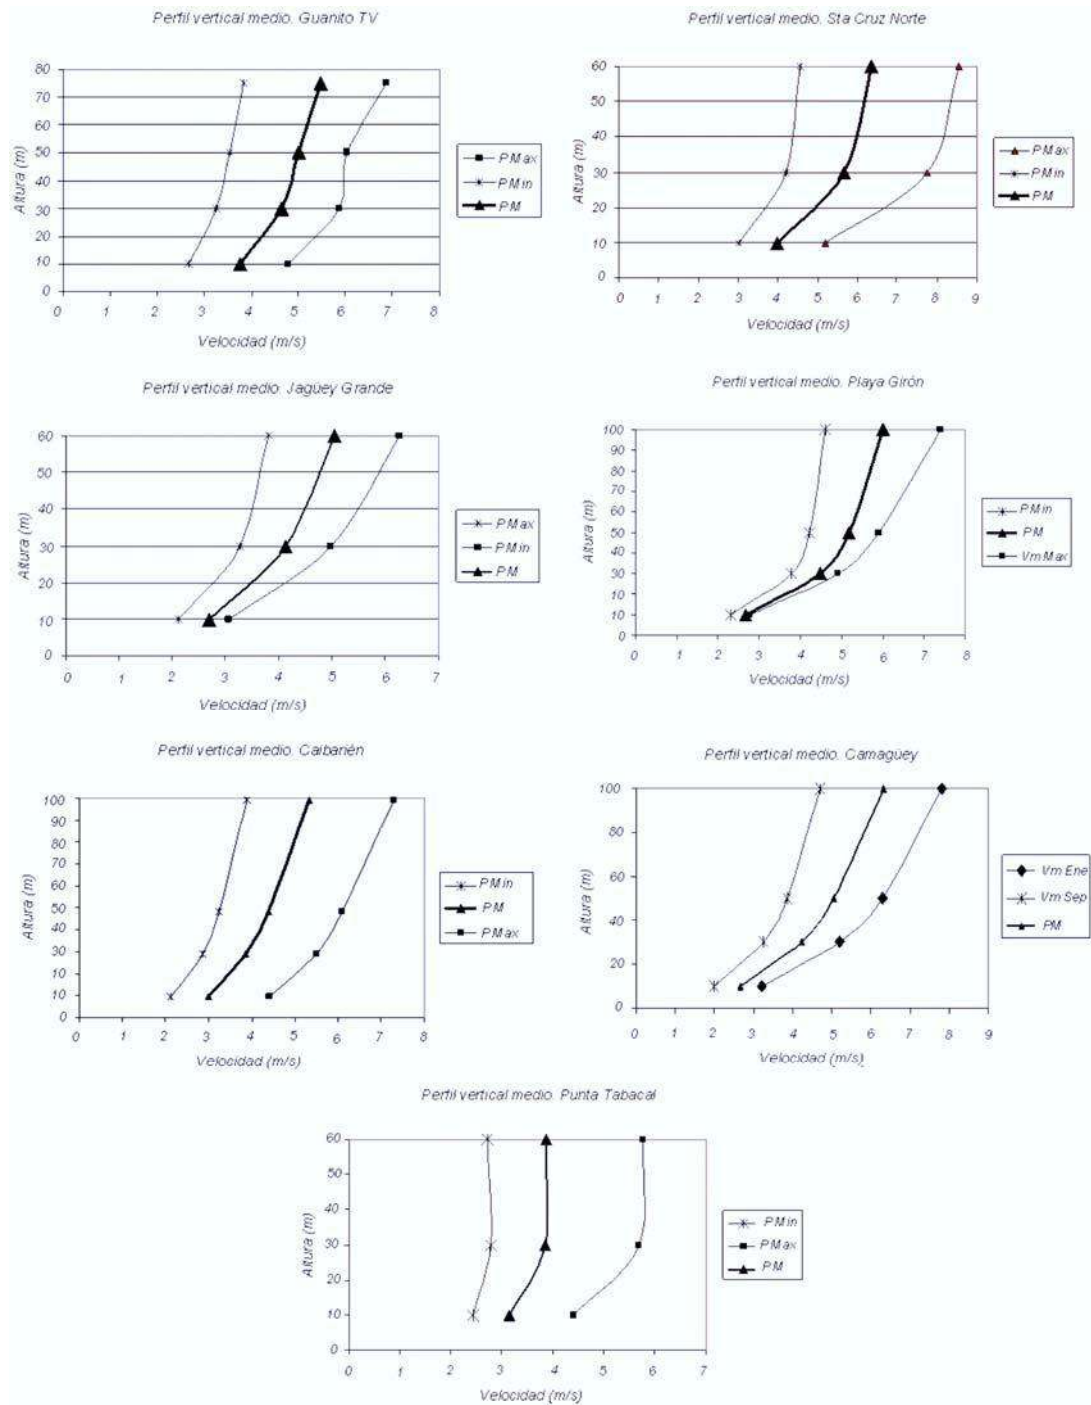 Perfil vertical medio. Guanito TV
Altura (m)
80
70
60
50
40
30
20
10
0
0 1 2 3 4 5 6 7 8
Velocidad (m/s)
PMax
PMin
PM
Perfil vertical medio. Sta Cruz Norte
Altura (m)
60
50
40
30
20
10
0
0 1 2 3 4 5 6 7 8 9
Velocidad (m/s)
PMax
PMin
PM
Perfil vertical medio. Jagüey Grande
Altura (m)
60
50
40
30
20
10
0
0 1 2 3 4 5 6 7
Velocidad (m/s)
PMax
PMin
PM
Perfil vertical medio. Playa Girón
Altura (m)
100
90
80
70
60
50
40
30
20
10
0
0 1 2 3 4 5 6 7 8
Velocidad (m/s)
PMin
PM
Vm Max
Perfil vertical medio. Caibarién
Altura (m)
100
90
80
70
60
50
40
30
20
10
0
0 1 2 3 4 5 6 7 8
Velocidad (m/s)
PMin
PM
PMax
Perfil vertical medio. Camagüey
Altura (m)
100
80
60
40
20
0
0 1 2 3 4 5 6 7 8 9
Velocidad (m/s)
Vm Ene
Vm Sep
PM
Perfil vertical medio. Punta Tabacal
Altura (m)
60
50
40
30
20
10
0
0 1 2 3 4 5 6 7
Velocidad (m/s)
PMin
PMax
PM